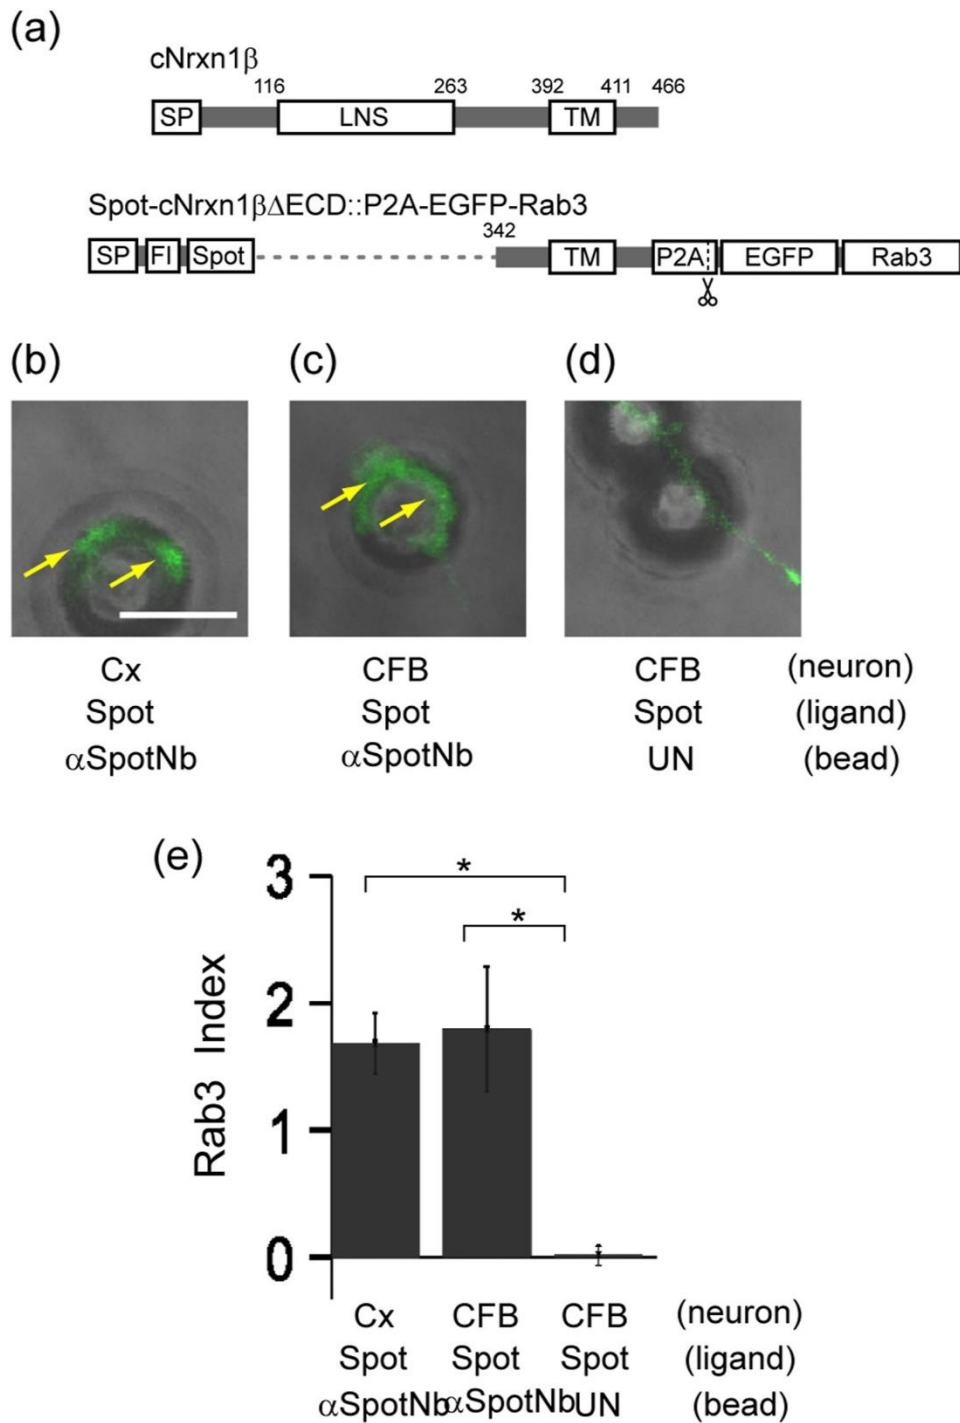 (a)
cNrxn1β
116 263 392 411 466
SP LNS TM
Spot-cNrxn1βΔECD::P2A-EGFP-Rab3
342
SP FI Spot TM P2A EGFP Rab3
(b) (c) (d)
Cx CFB CFB (neuron)
Spot Spot Spot (ligand)
αSpotNb αSpotNb UN (bead)
(e)
3
*
*
2
1
0
Rab3 Index
Cx CFB CFB (neuron)
Spot Spot Spot (ligand)
αSpotNb αSpotNb UN (bead)